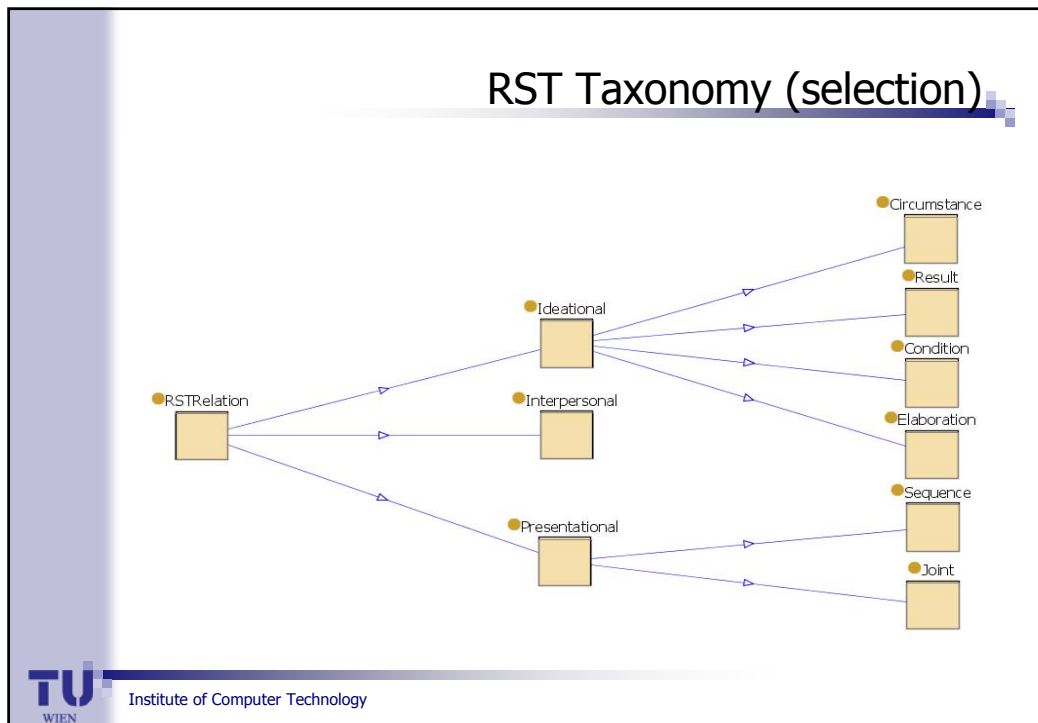 RST Taxonomy (selection)
Circumstance
Result
Ideational
Condition
RSTRelation
Interpersonal
Elaboration
Sequence
Presentational
Joint
TU
WIEN
Institute of Computer Technology